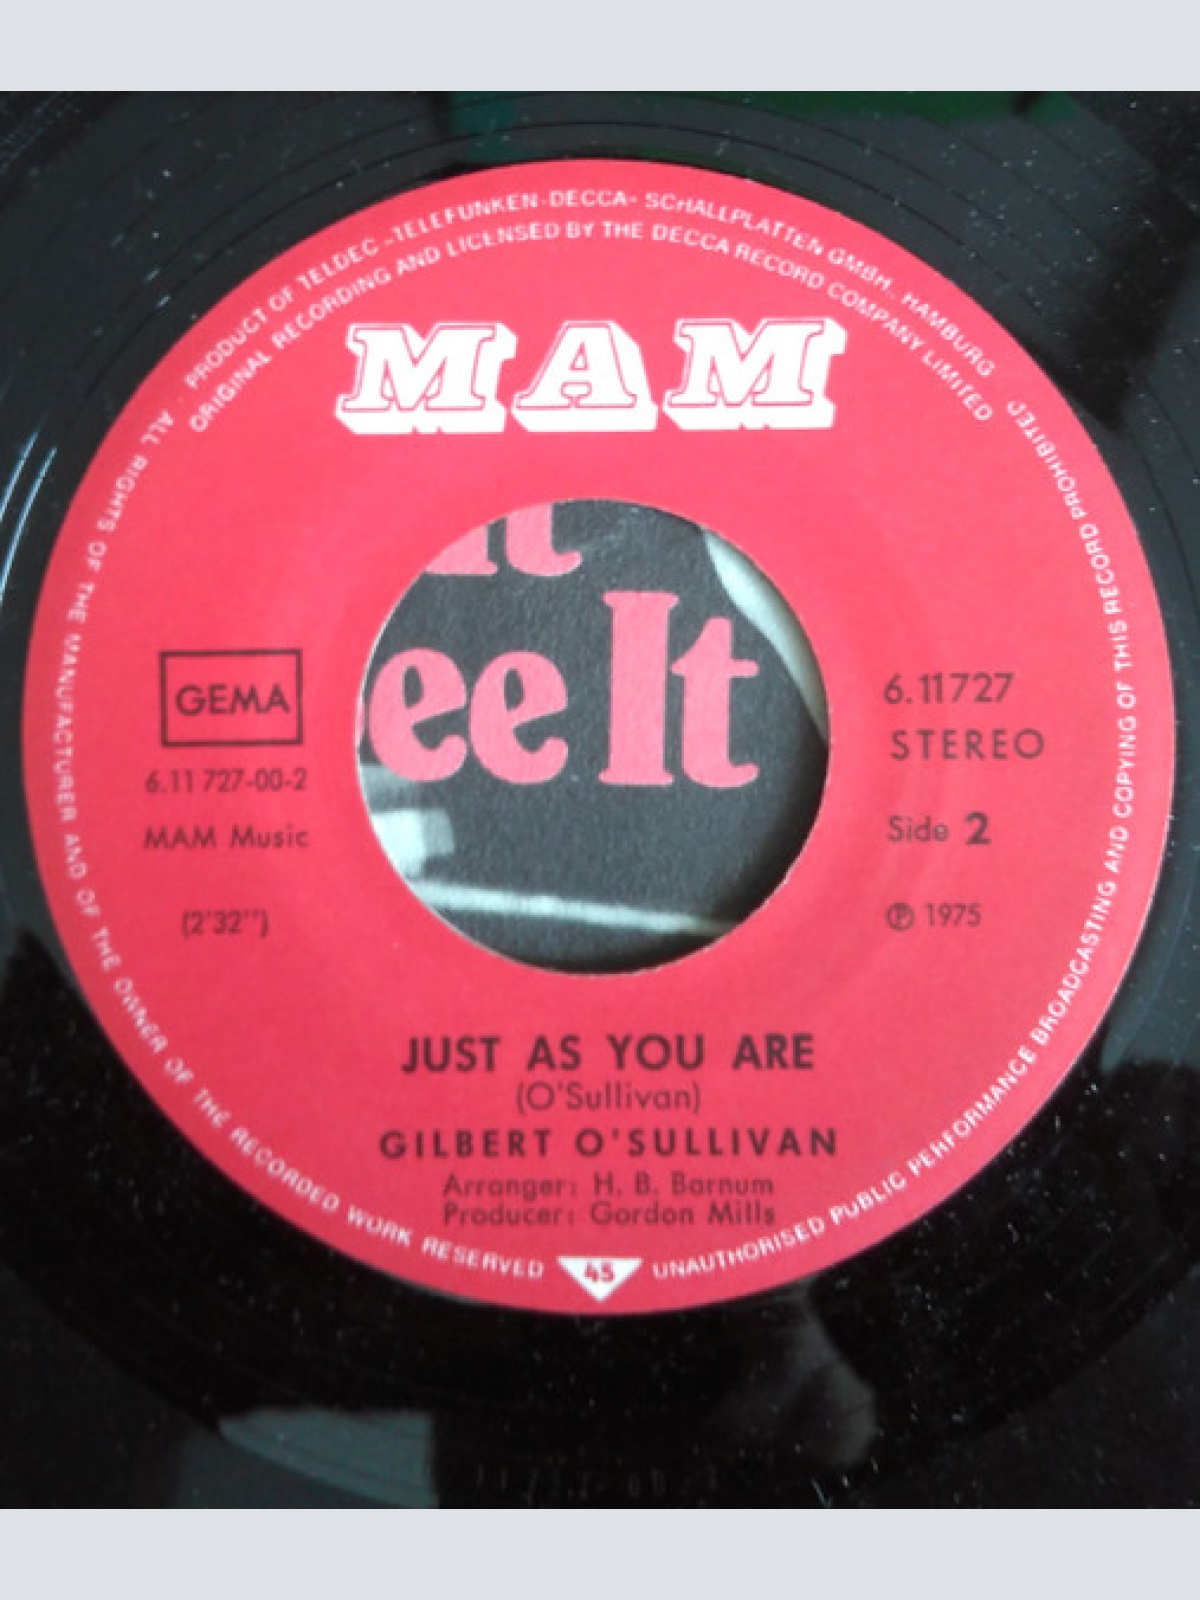 PRODUCT OF TELDEC -TELEFUNKEN-DECCA- SCHALLPLATTEN GMBH., HAMBURG
ORIGINAL RECORDING AND LICENSED BY THE DECCA RECORD COMPANY LIMITED
MAM
It
ee It
GEMA
6.11 727-00-2
MAM Music
(2'32'')
6.11727
STEREO
Side 2
℗ 1975
JUST AS YOU ARE
(O'Sullivan)
GILBERT O'SULLIVAN
Arranger: H. B. Barnum
Producer: Gordon Mills
45
ALL RIGHTS OF THE MANUFACTURER AND OF THE OWNER OF THE RECORDED WORK RESERVED
UNAUTHORISED PUBLIC PERFORMANCE BROADCASTING AND COPYING OF THIS RECORD PROHIBITED